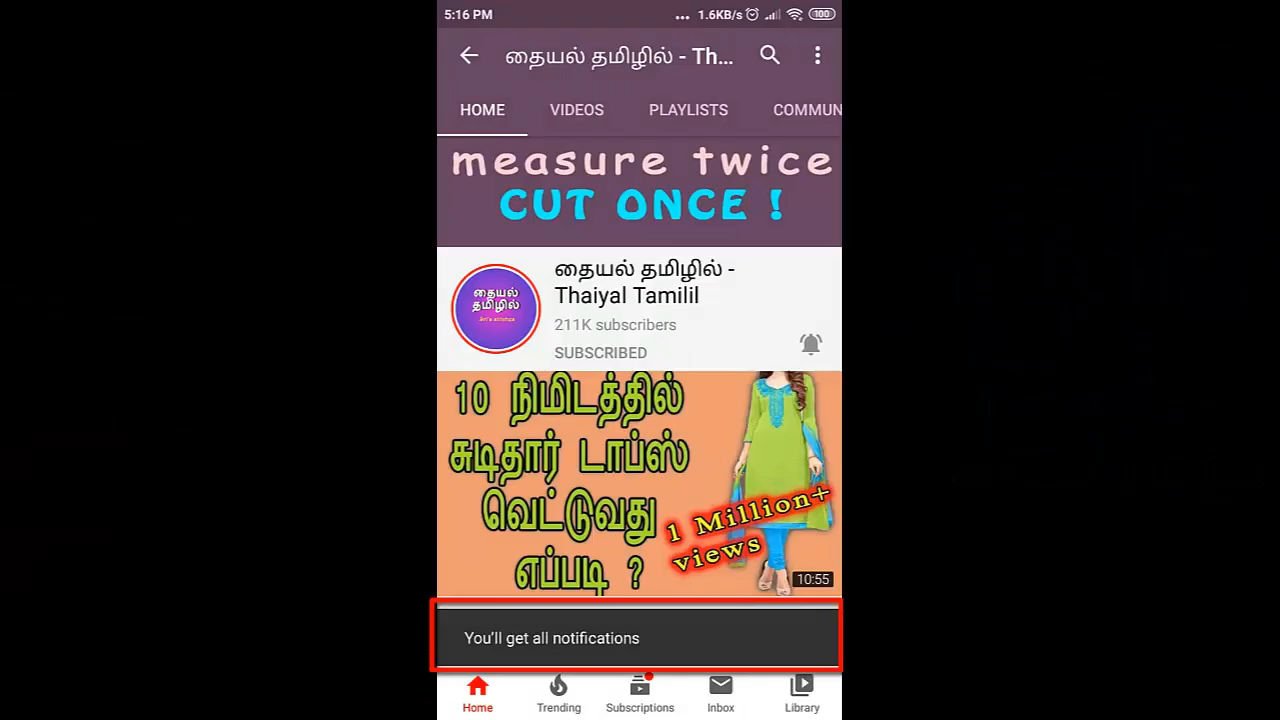 5:16 PM
... 1.6KB/s 100
தையல் தமிழில் - Th...
HOME VIDEOS PLAYLISTS COMMUN
measure twice
CUT ONCE !
தையல் தமிழில் -
Thaiyal Tamilil
தையல்
தமிழில்
211K subscribers
SUBSCRIBED
10 நிமிடத்தில்
சுடிதார் டாப்ஸ்
வெட்டுவது
எப்படி ?
1 Million+
views
10:55
You'll get all notifications
Home Trending Subscriptions Inbox Library